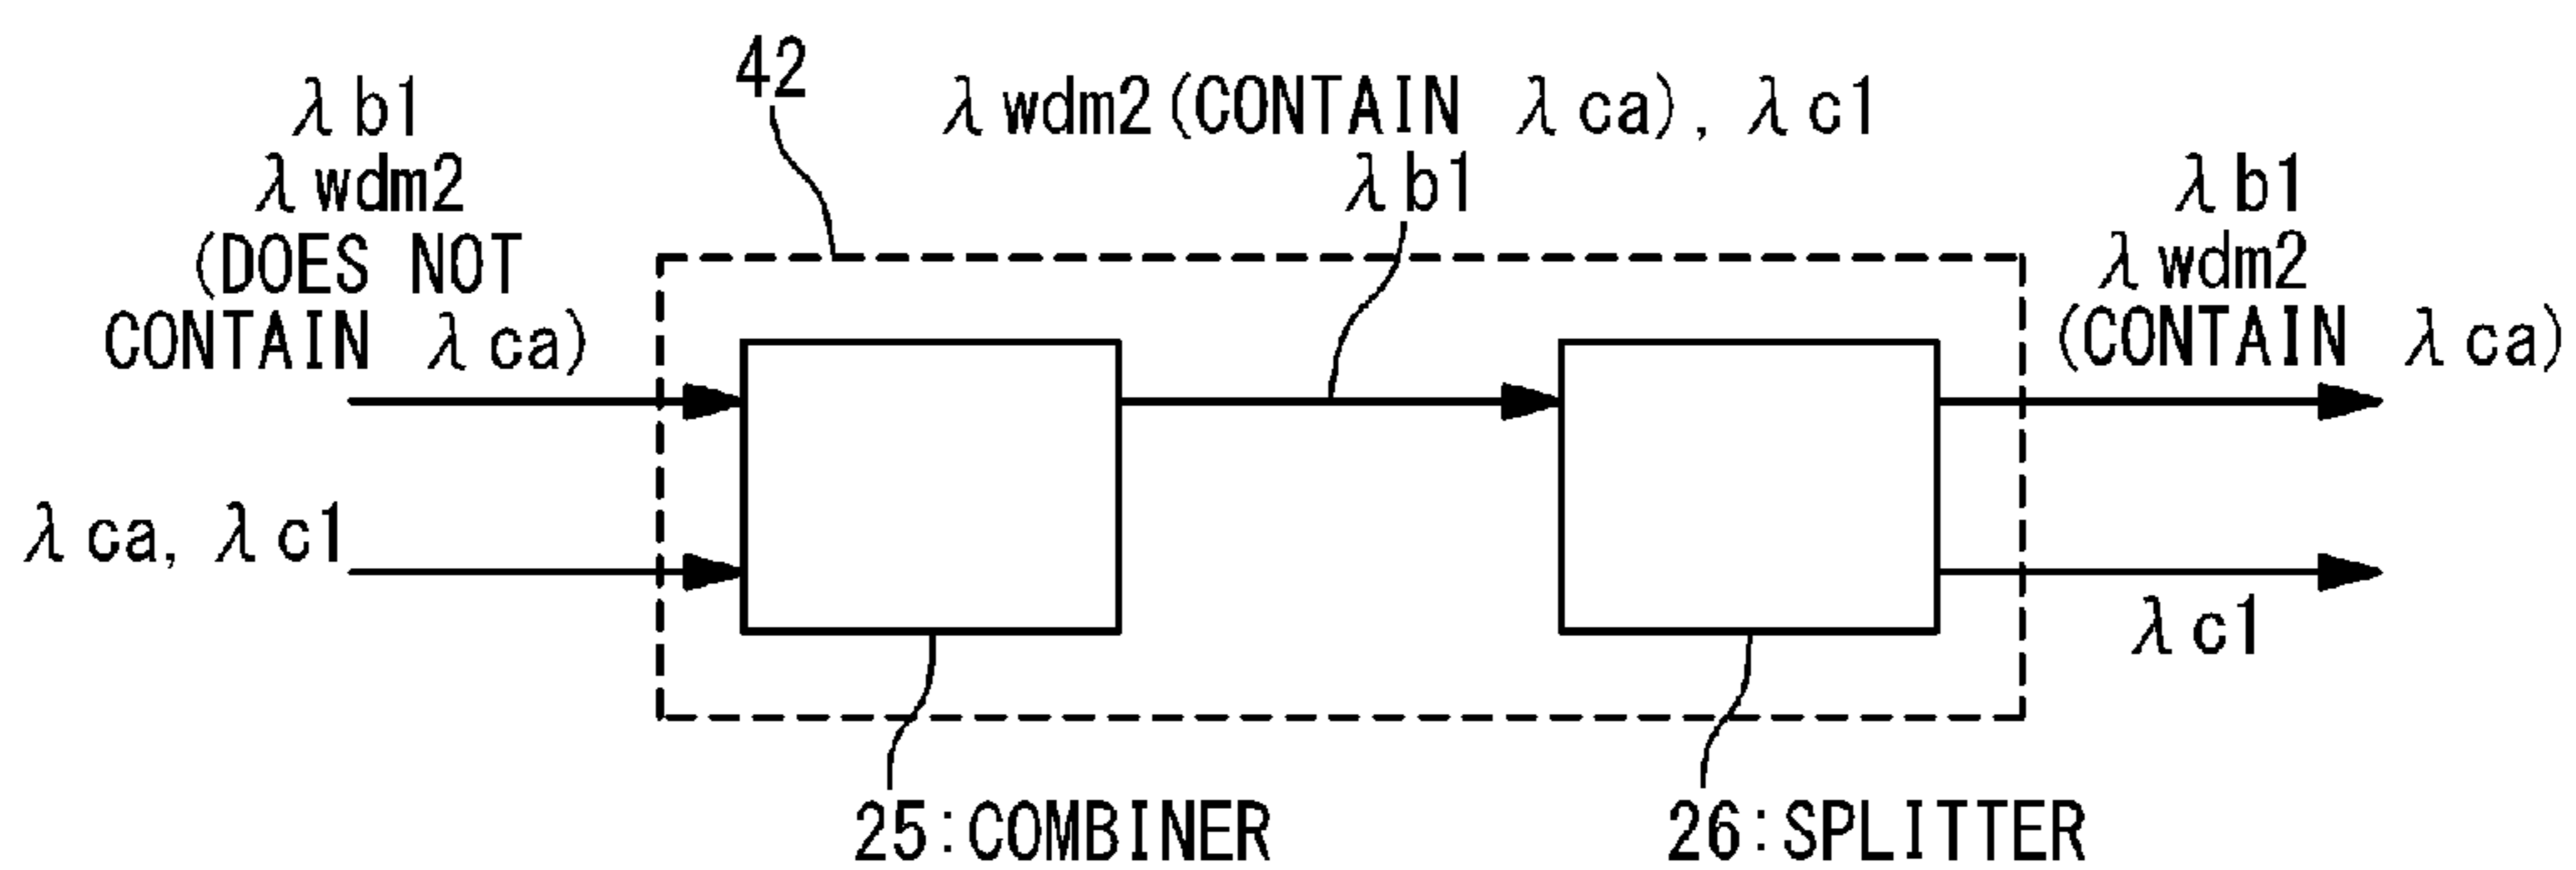 42
λb1
λwdm2
(DOES NOT
CONTAIN λca)
λca, λc1
λwdm2(CONTAIN λca), λc1
λb1
λb1
λwdm2
(CONTAIN λca)
λc1
25:COMBINER
26:SPLITTER